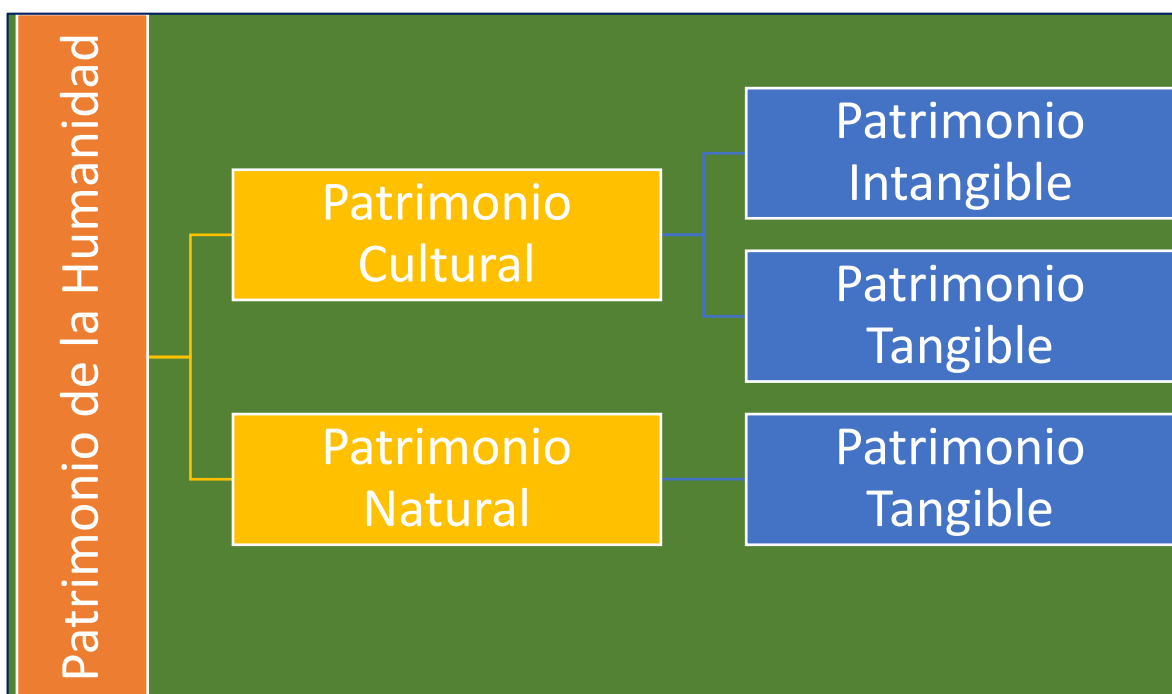 Patrimonio de la Humanidad
Patrimonio
Cultural
Patrimonio
Intangible
Patrimonio
Tangible
Patrimonio
Natural
Patrimonio
Tangible